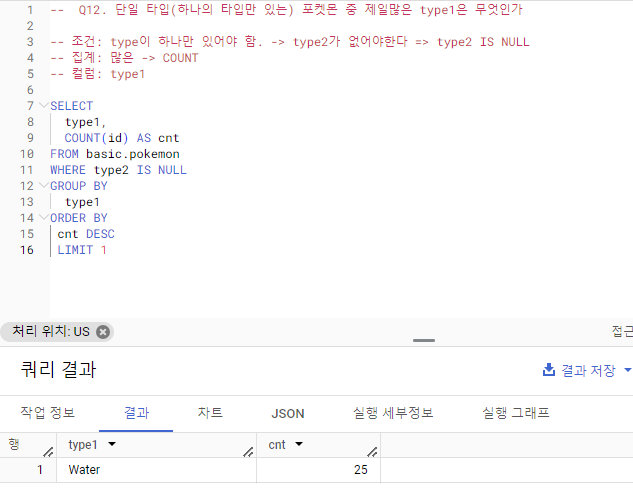 1 -- Q12. 단일 타입(하나의 타입만 있는) 포켓몬 중 제일많은 type1은 무엇인가
2
3 -- 조건: type이 하나만 있어야 함. -> type2가 없어야한다 => type2 IS NULL
4 -- 집계: 많은 -> COUNT
5 -- 컬럼: type1
6
7 SELECT
8 type1,
9 COUNT(id) AS cnt
10 FROM basic.pokemon
11 WHERE type2 IS NULL
12 GROUP BY
13 type1
14 ORDER BY
15 cnt DESC
16 LIMIT 1
처리 위치: US 접근
쿼리 결과 결과 저장
작업 정보 결과 차트 JSON 실행 세부정보 실행 그래프
행 type1 cnt
1 Water 25